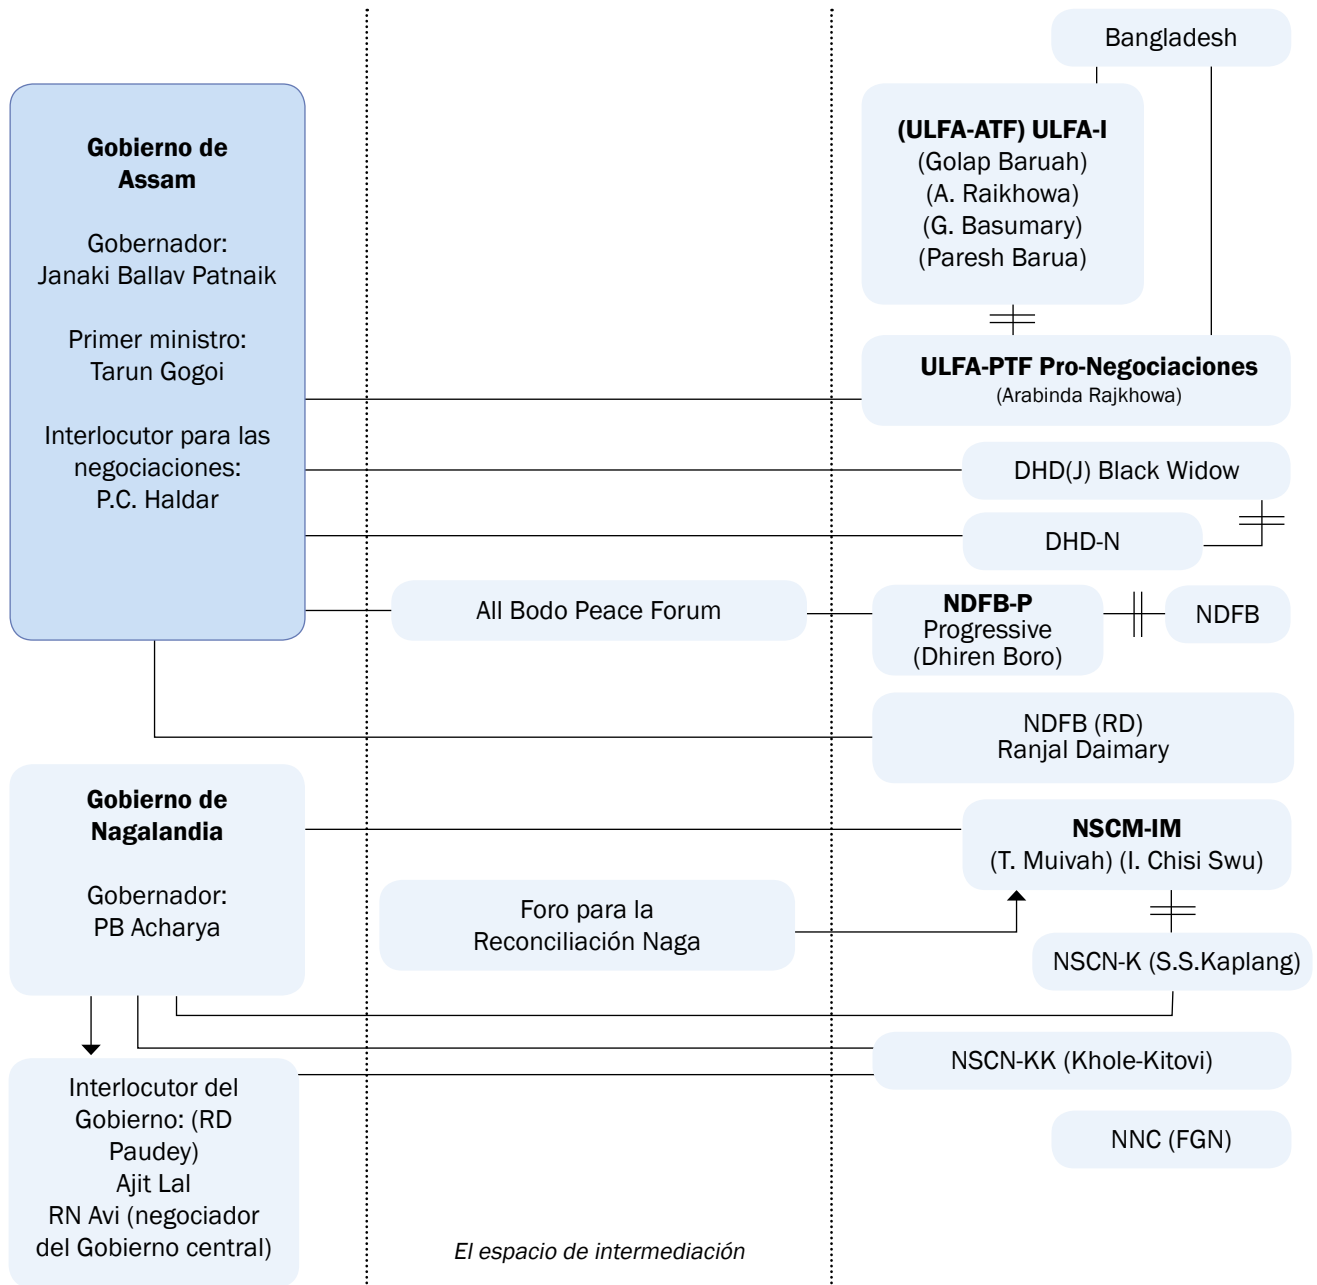 Bangladesh
Gobierno de
Assam
Gobernador:
Janaki Ballav Patnaik
Primer ministro:
Tarun Gogoi
Interlocutor para las
negociaciones:
P.C. Haldar
(ULFA-ATF) ULFA-I
(Golap Baruah)
(A. Raikhowa)
(G. Basumary)
(Paresh Barua)
ULFA-PTF Pro-Negociaciones
(Arabinda Rajkhowa)
DHD(J) Black Widow
DHD-N
All Bodo Peace Forum
NDFB-P
Progressive
(Dhiren Boro)
NDFB
NDFB (RD)
Ranjal Daimary
Gobierno de
Nagalandia
Gobernador:
PB Acharya
NSCM-IM
(T. Muivah) (I. Chisi Swu)
Foro para la
Reconciliación Naga
NSCN-K (S.S.Kaplang)
NSCN-KK (Khole-Kitovi)
NNC (FGN)
Interlocutor del
Gobierno: (RD
Paudey)
Ajit Lal
RN Avi (negociador
del Gobierno central)
El espacio de intermediación